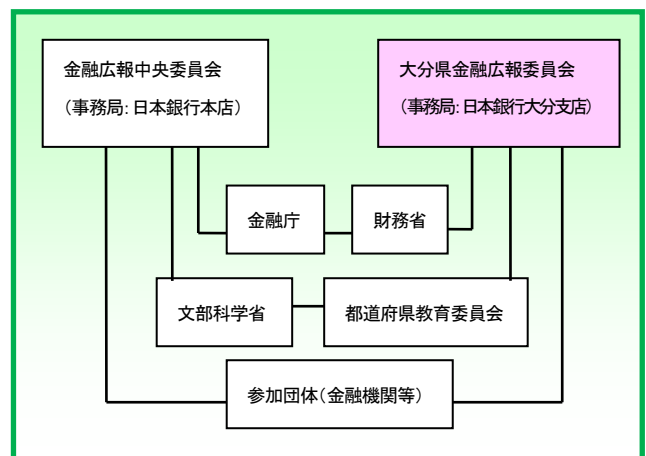 金融広報中央委員会
(事務局:日本銀行本店)
大分県金融広報委員会
(事務局:日本銀行大分支店)
金融庁
財務省
文部科学省
都道府県教育委員会
参加団体(金融機関等)